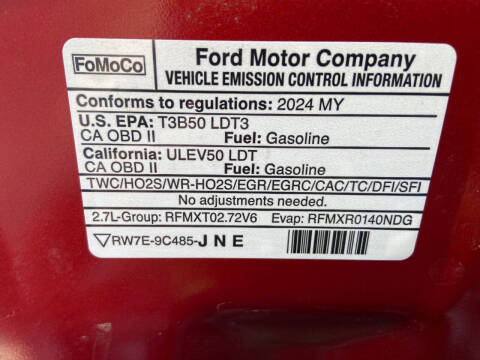 FoMoCo
Ford Motor Company
VEHICLE EMISSION CONTROL INFORMATION
Conforms to regulations: 2024 MY
U.S. EPA: T3B50 LDT3
CA OBD II Fuel: Gasoline
California: ULEV50 LDT
CA OBD II Fuel: Gasoline
TWC/HO2S/WR-HO2S/EGR/EGRC/CAC/TC/DFI/SFI
No adjustments needed.
2.7L-Group: RFMXT02.72V6 Evap: RFMXR0140NDG
RW7E-9C485-J N E